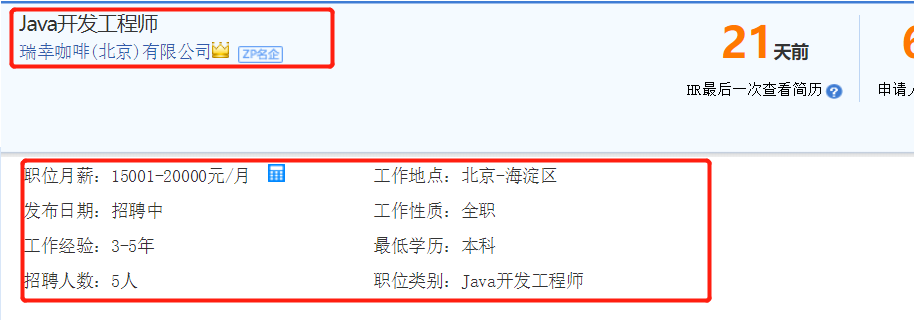 Java开发工程师
瑞幸咖啡(北京)有限公司 ZP名企
21天前
HR最后一次查看简历 ?
申请人
职位月薪：15001-20000元/月 工作地点：北京-海淀区
发布日期：招聘中 工作性质：全职
工作经验：3-5年 最低学历：本科
招聘人数：5人 职位类别：Java开发工程师